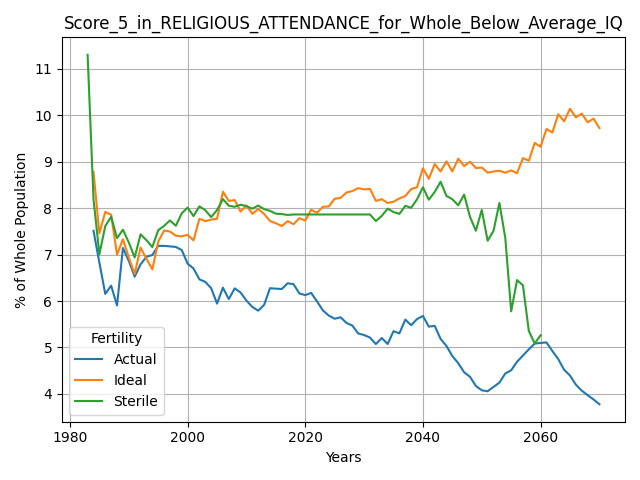 Score_5_in_RELIGIOUS_ATTENDANCE_for_Whole_Below_Average_IQ
% of Whole Population
11
10
9
8
7
6
5
4
Fertility
Actual
Ideal
Sterile
1980
2000
2020
2040
2060
Years